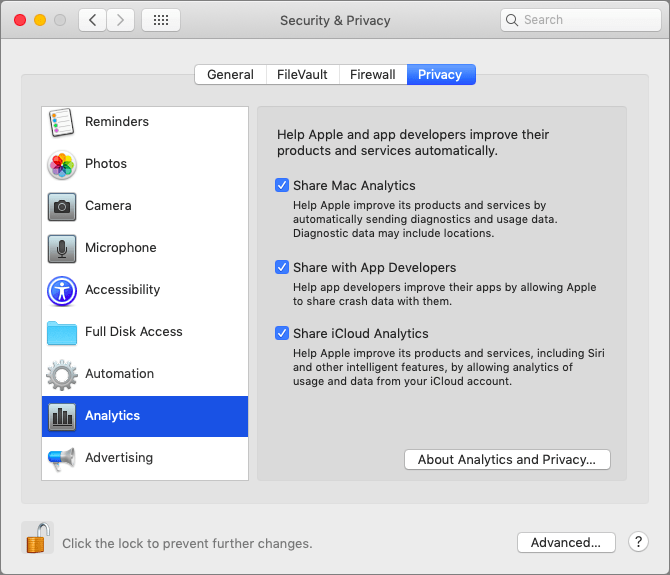 Security & Privacy
Search
General
FileVault
Firewall
Privacy
Reminders
Photos
Camera
Microphone
Accessibility
Full Disk Access
Automation
Analytics
Advertising
Help Apple and app developers improve their
products and services automatically.
Share Mac Analytics
Help Apple improve its products and services by
automatically sending diagnostics and usage data.
Diagnostic data may include locations.
Share with App Developers
Help app developers improve their apps by allowing Apple
to share crash data with them.
Share iCloud Analytics
Help Apple improve its products and services, including Siri
and other intelligent features, by allowing analytics of
usage and data from your iCloud account.
About Analytics and Privacy...
Click the lock to prevent further changes.
Advanced...
?